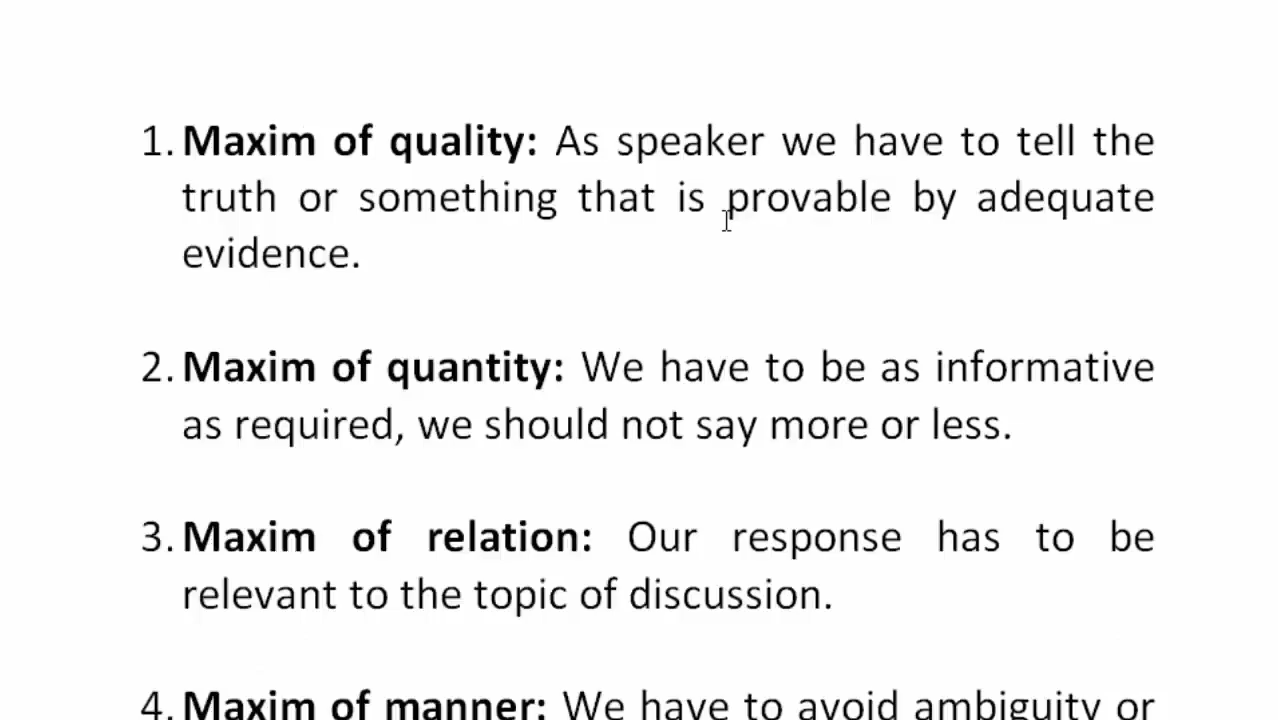 1. Maxim of quality: As speaker we have to tell the
truth or something that is provable by adequate
evidence.
2. Maxim of quantity: We have to be as informative
as required, we should not say more or less.
3. Maxim of relation: Our response has to be
relevant to the topic of discussion.
4. Maxim of manner: We have to avoid ambiguity or